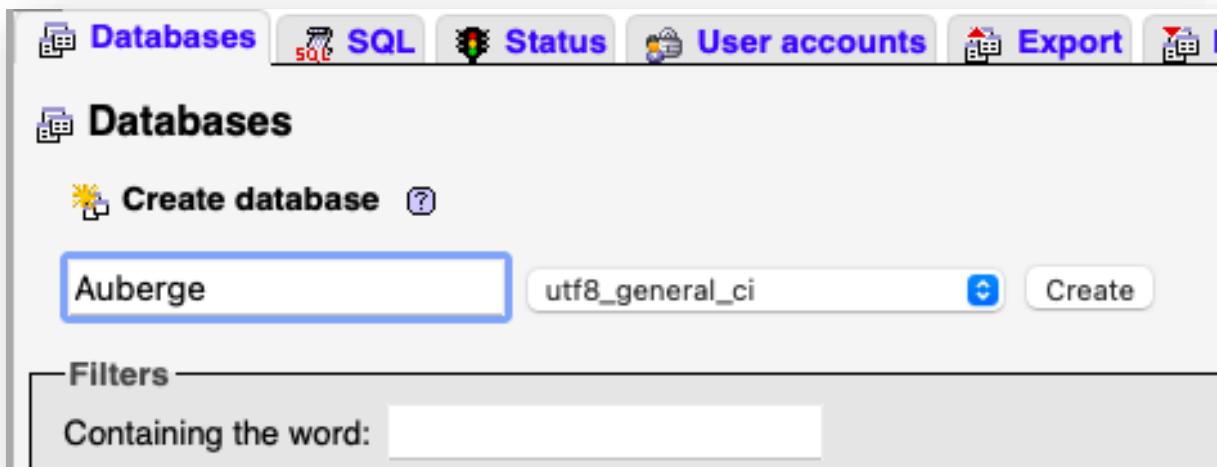 Databases SQL Status User accounts Export
Databases
Create database
Auberge utf8_general_ci Create
Filters
Containing the word: